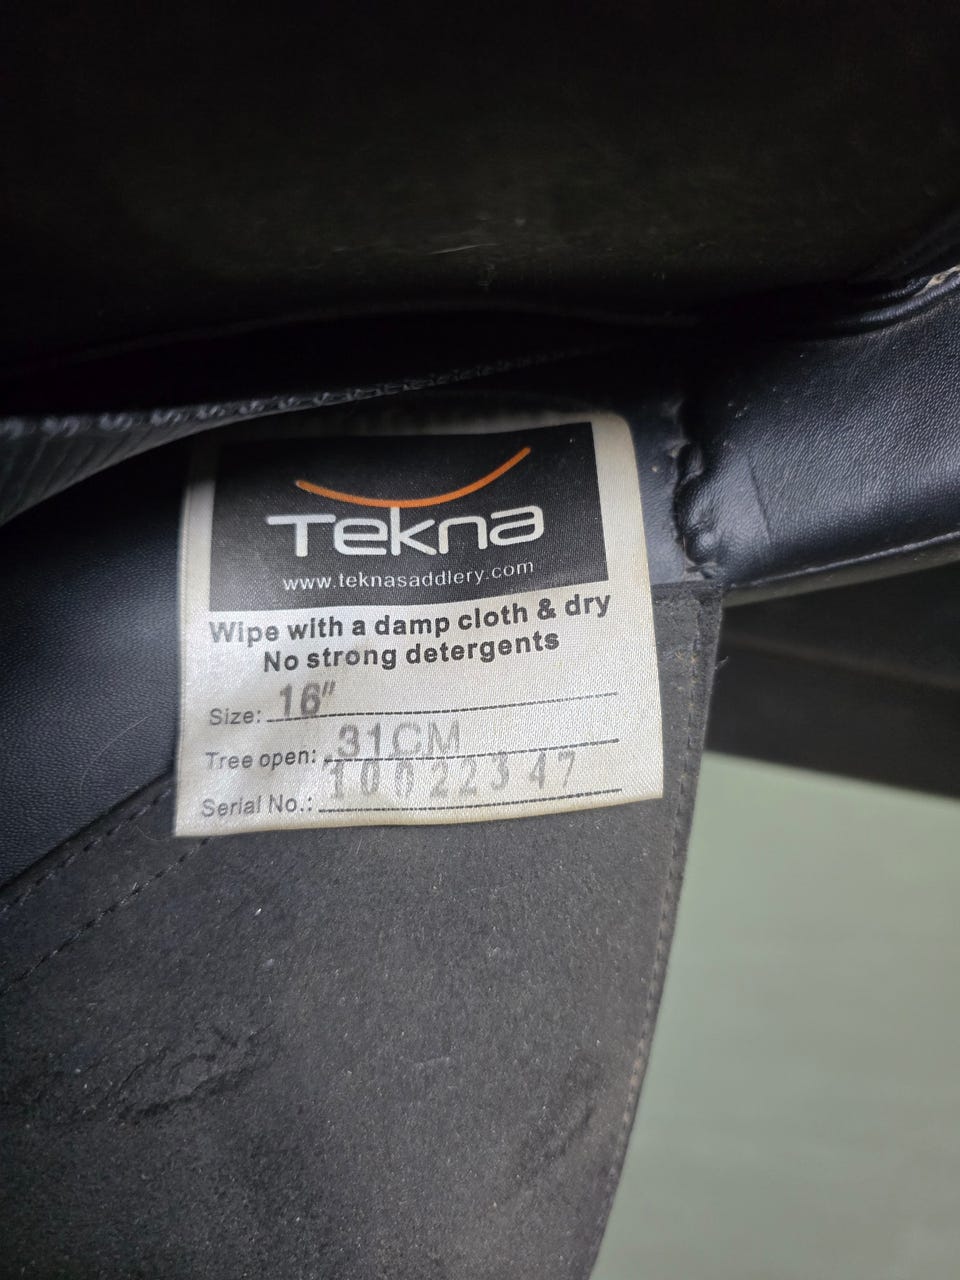 Tekna
www.teknasaddlery.com
Wipe with a damp cloth & dry
No strong detergents
Size: 16"
Tree open: 31CM
Serial No.: 10022347